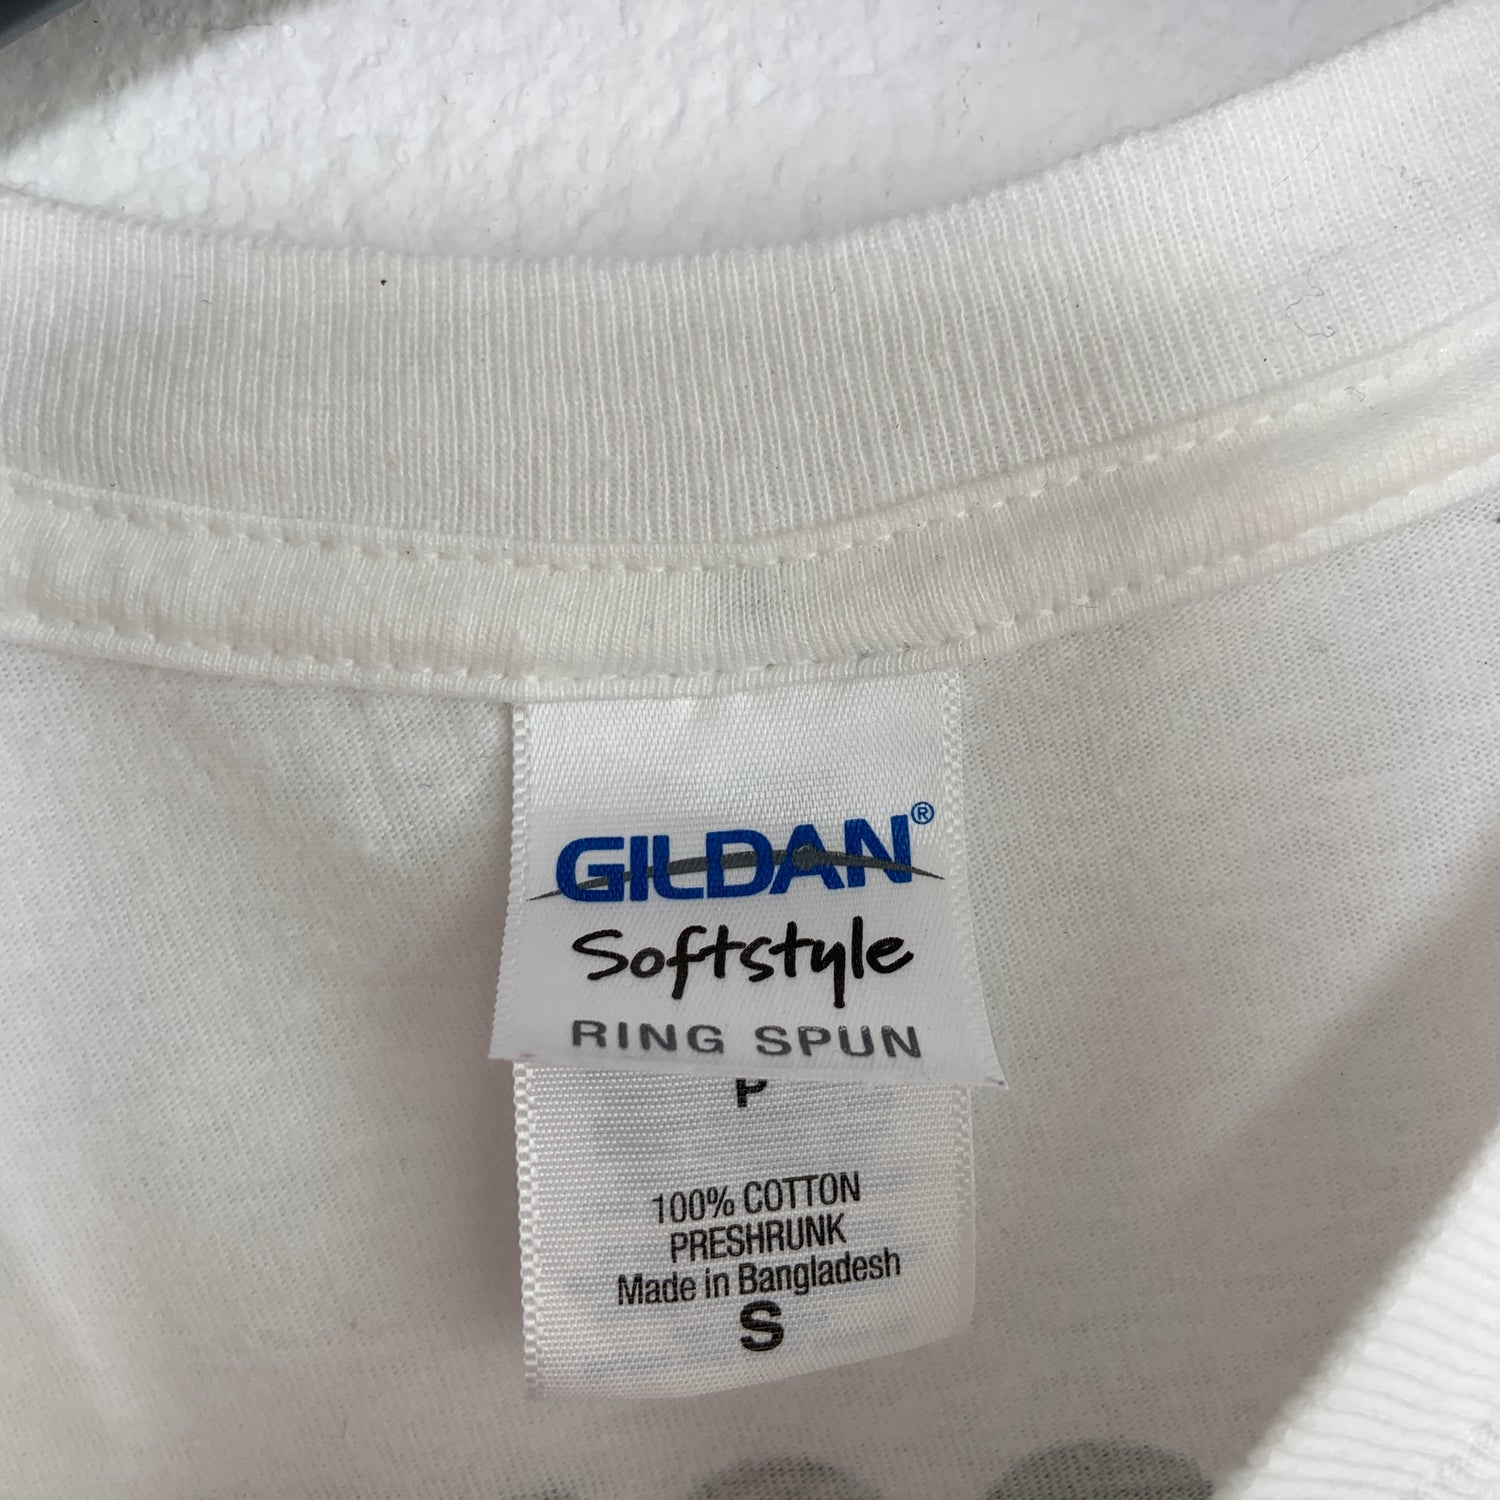 GILDAN®
Softstyle
RING SPUN
P
100% COTTON
PRESHRUNK
Made in Bangladesh
S